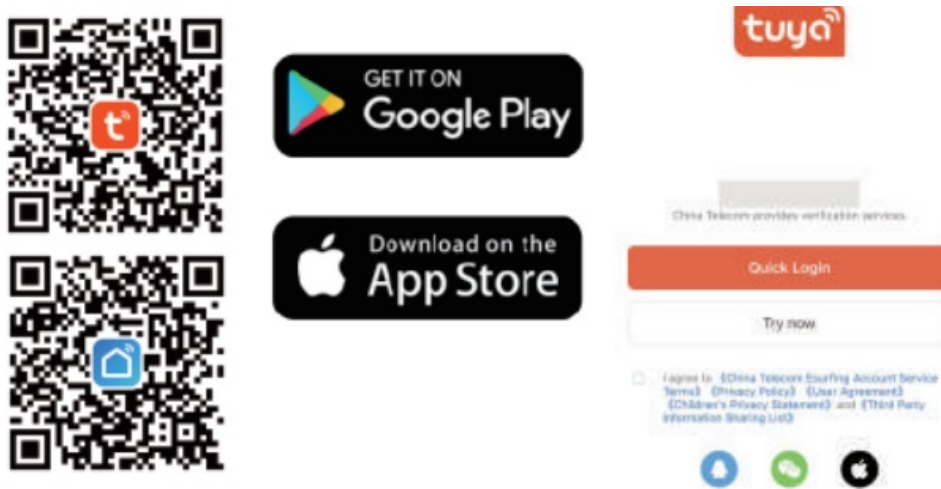 GET IT ON
Google Play
Download on the
App Store
tuya
China Telecom provides verification services.
Quick Login
Try now
I agree to 《China Telecom Esurfing Account Service
Terms》 《Privacy Policy》 《User Agreement》
《Children's Privacy Statement》 and 《Third Party
Information Sharing List》